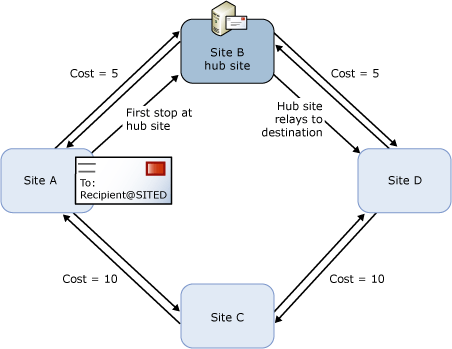 Site B
hub site
Cost = 5
Cost = 5
First stop at
hub site
Hub site
relays to
destination
Site A
To:
Recipient@SITED
Site D
Cost = 10
Cost = 10
Site C